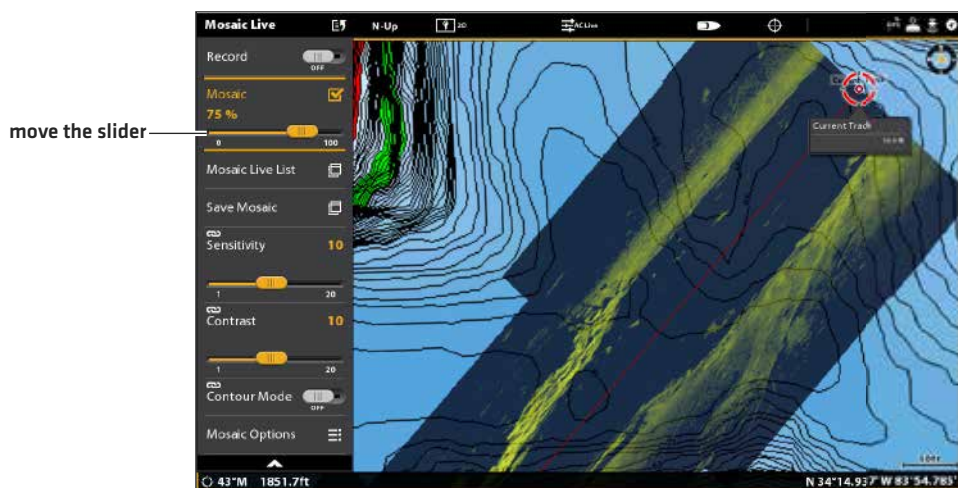 Mosaic Live
N-Up
2D
AC Live
Record
OFF
Mosaic
75 %
0 100
move the slider
Mosaic Live List
Save Mosaic
Sensitivity 10
1 20
Contrast 10
1 20
Contour Mode
OFF
Mosaic Options
Current Track
43°M 1851.7ft
N 34°14.937' W 83°54.785'